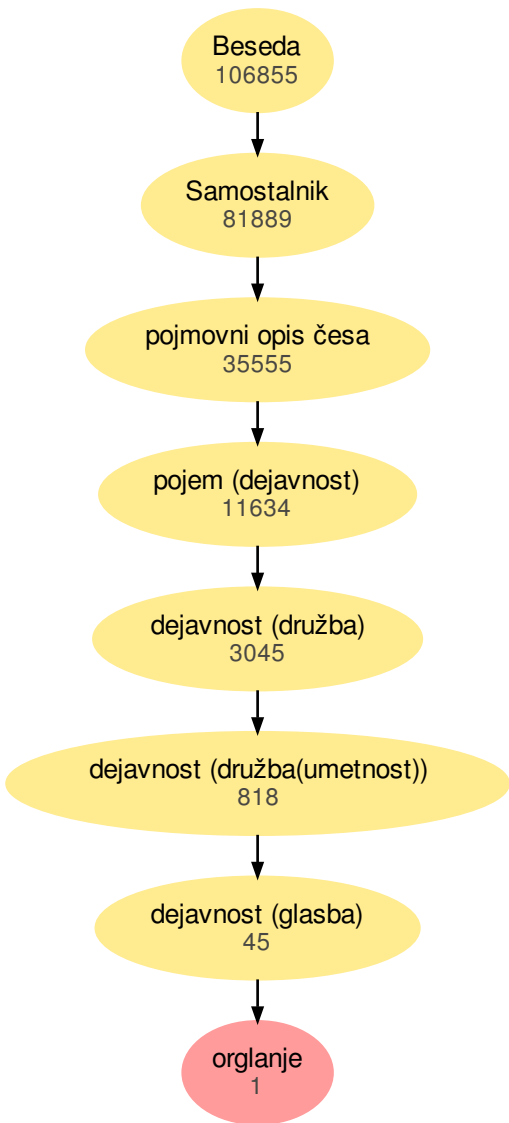 Beseda
106855
Samostalnik
81889
pojmovni opis česa
35555
pojem (dejavnost)
11634
dejavnost (družba)
3045
dejavnost (družba(umetnost))
818
dejavnost (glasba)
45
orglanje
1